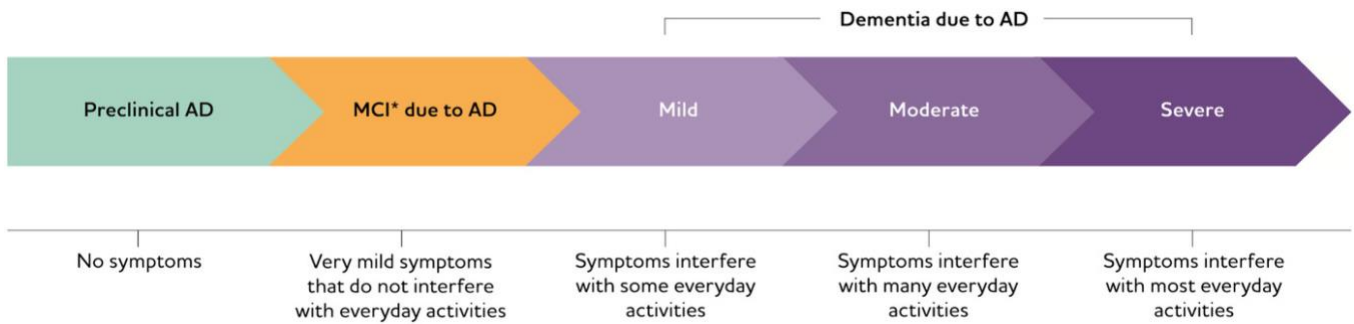 Dementia due to AD
Preclinical AD
MCI* due to AD
Mild
Moderate
Severe
No symptoms
Very mild symptoms
that do not interfere
with everyday activities
Symptoms interfere
with some everyday
activities
Symptoms interfere
with many everyday
activities
Symptoms interfere
with most everyday
activities